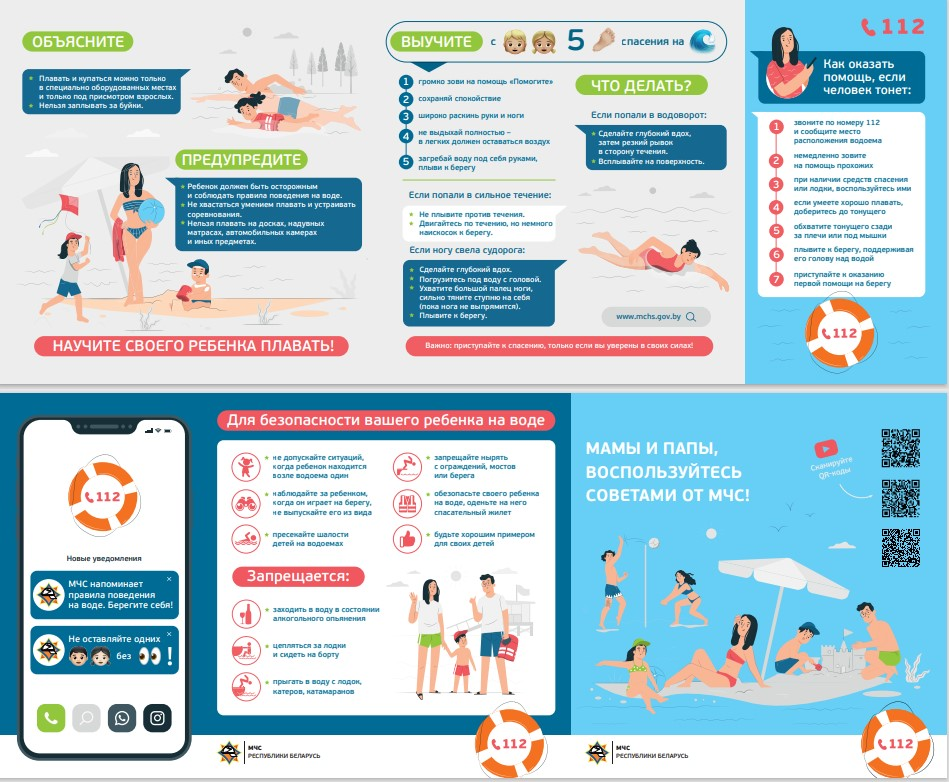 ОБЪЯСНИТЕ
Плавать и купаться можно только
в специально оборудованных местах
и только под присмотром взрослых.
Нельзя заплывать за буйки.
ПРЕДУПРЕДИТЕ
Ребенок должен быть осторожным
и соблюдать правила поведения на воде.
Не хвастаться умением плавать и устраивать
соревнования.
Нельзя плавать на досках, надувных
матрасах, автомобильных камерах
и иных предметах.
НАУЧИТЕ СВОЕГО РЕБЕНКА ПЛАВАТЬ!
ВЫУЧИТЕ с 5 спасения на
1 громко зови на помощь «Помогите»
2 сохраняй спокойствие
3 широко раскинь руки и ноги
4 не выдыхай полностью –
в легких должен оставаться воздух
5 загребай воду под себя руками,
плыви к берегу
Если попали в сильное течение:
Не плывите против течения.
Двигайтесь по течению, но немного
наискосок к берегу.
Если ногу свела судорога:
Сделайте глубокий вдох.
Погрузитесь под воду с головой.
Ухватите большой палец ноги,
сильно тяните ступню на себя
(пока нога не выпрямится).
Плывите к берегу.
ЧТО ДЕЛАТЬ?
Если попали в водоворот:
Сделайте глубокий вдох,
затем резкий рывок
в сторону течения.
Всплывайте на поверхность.
www.mchs.gov.by
Важно: приступайте к спасению, только если вы уверены в своих силах!
112
Как оказать
помощь, если
человек тонет:
1 звоните по номеру 112
и сообщите место
расположения водоема
2 немедленно зовите
на помощь прохожих
3 при наличии средств спасения
или лодки, воспользуйтесь ими
4 если умеете хорошо плавать,
доберитесь до тонущего
5 обхватите тонущего сзади
за плечи или под мышки
6 плывите к берегу, поддерживая
его голову над водой
7 приступайте к оказанию
первой помощи на берегу
112
112
Новые уведомления
МЧС напоминает
правила поведения
на воде. Берегите себя!
Не оставляйте одних
без !
Для безопасности вашего ребенка на воде
не допускайте ситуаций,
когда ребенок находится
возле водоема один
наблюдайте за ребенком,
когда он играет на берегу,
не выпускайте его из вида
пресекайте шалости
детей на водоемах
запрещайте нырять
с ограждений, мостов
или берега
обезопасьте своего ребенка
на воде, оденьте на него
спасательный жилет
будьте хорошим примером
для своих детей
Запрещается:
заходить в воду в состоянии
алкогольного опьянения
цепляться за лодки
и сидеть на борту
прыгать в воду с лодок,
катеров, катамаранов
МЧС
РЕСПУБЛИКИ БЕЛАРУСЬ
112
МАМЫ И ПАПЫ,
ВОСПОЛЬЗУЙТЕСЬ
СОВЕТАМИ ОТ МЧС!
Сканируйте
QR-коды
МЧС
РЕСПУБЛИКИ БЕЛАРУСЬ
112